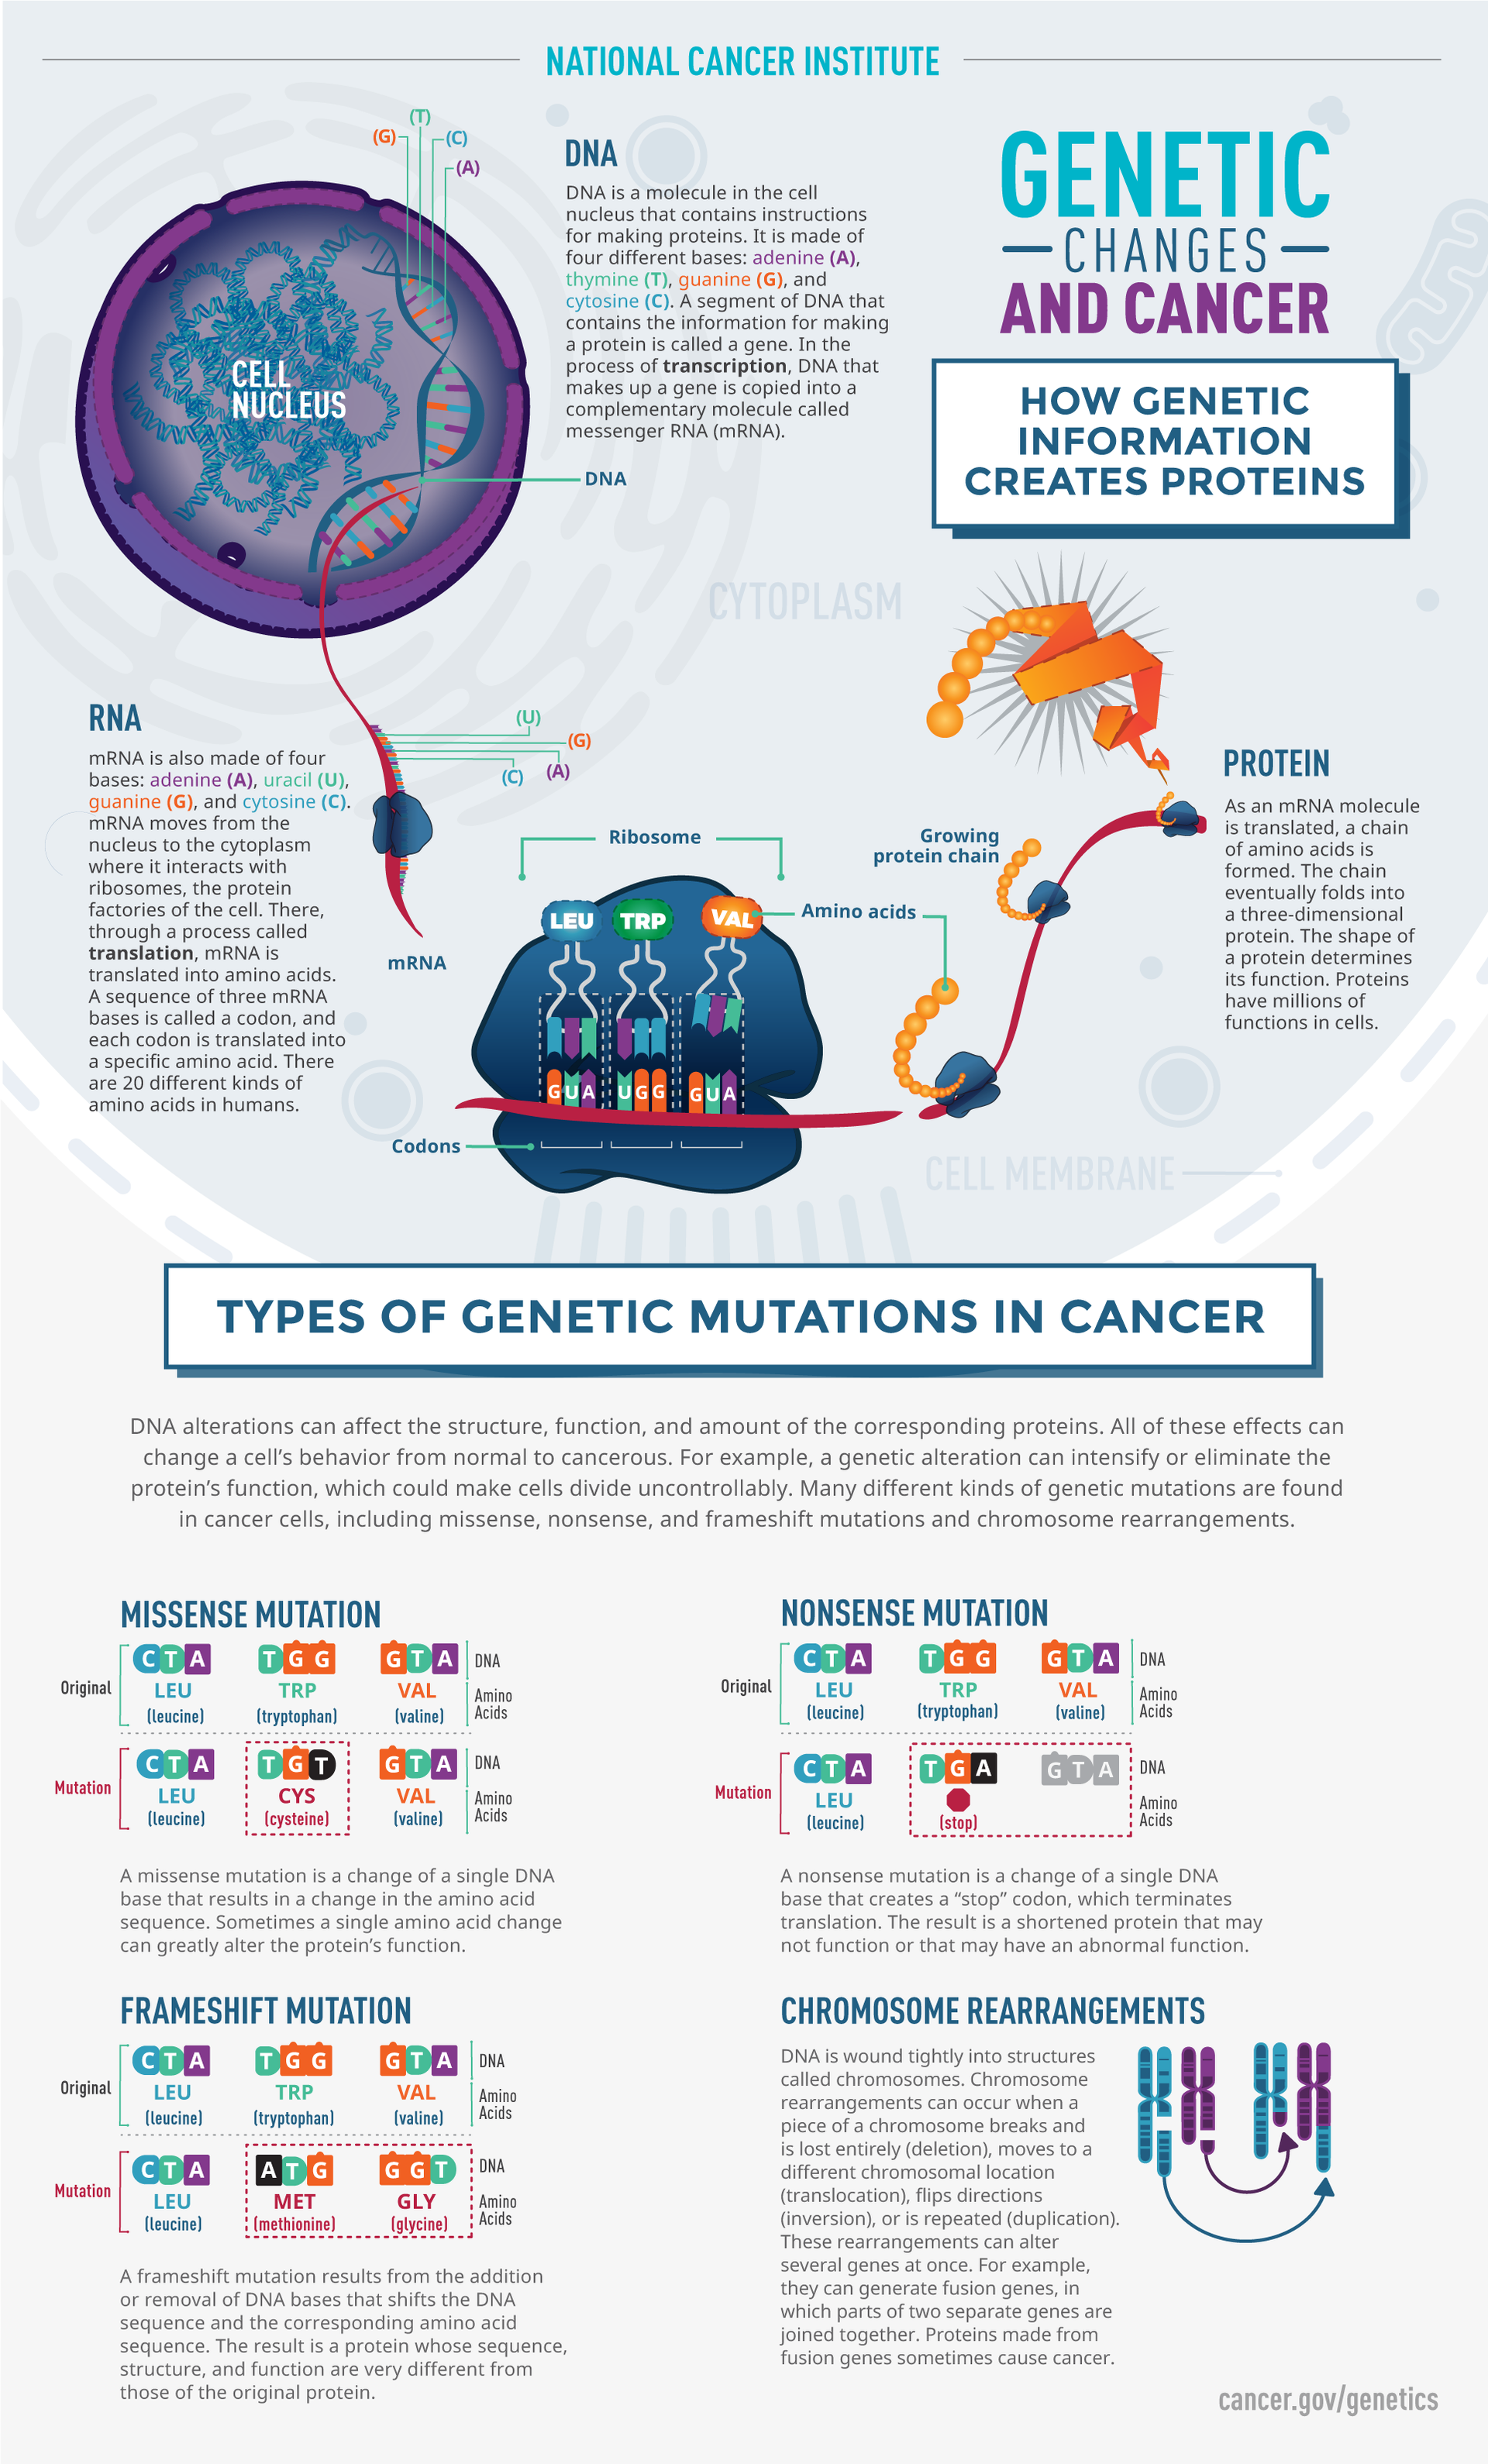 NATIONAL CANCER INSTITUTE
GENETIC
CHANGES
AND CANCER
HOW GENETIC
INFORMATION
CREATES PROTEINS
(T)
(G)
(C)
(A)
CELL
NUCLEUS
DNA
DNA is a molecule in the cell
nucleus that contains instructions
for making proteins. It is made of
four different bases: adenine (A),
thymine (T), guanine (G), and
cytosine (C). A segment of DNA that
contains the information for making
a protein is called a gene. In the
process of transcription, DNA that
makes up a gene is copied into a
complementary molecule called
messenger RNA (mRNA).
DNA
CYTOPLASM
RNA
mRNA is also made of four
bases: adenine (A), uracil (U),
guanine (G), and cytosine (C).
mRNA moves from the
nucleus to the cytoplasm
where it interacts with
ribosomes, the protein
factories of the cell. There,
through a process called
translation, mRNA is
translated into amino acids.
A sequence of three mRNA
bases is called a codon, and
each codon is translated into
a specific amino acid. There
are 20 different kinds of
amino acids in humans.
(U)
(G)
(A)
(C)
mRNA
Ribosome
LEU TRP VAL
Amino acids
GUA UGG GUA
Codons
Growing
protein chain
PROTEIN
As an mRNA molecule
is translated, a chain
of amino acids is
formed. The chain
eventually folds into
a three-dimensional
protein. The shape of
a protein determines
its function. Proteins
have millions of
functions in cells.
CELL MEMBRANE
TYPES OF GENETIC MUTATIONS IN CANCER
DNA alterations can affect the structure, function, and amount of the corresponding proteins. All of these effects can
change a cell’s behavior from normal to cancerous. For example, a genetic alteration can intensify or eliminate the
protein’s function, which could make cells divide uncontrollably. Many different kinds of genetic mutations are found
in cancer cells, including missense, nonsense, and frameshift mutations and chromosome rearrangements.
MISSENSE MUTATION
Original
CTA TGG GTA DNA
LEU TRP VAL Amino
(leucine) (tryptophan) (valine) Acids
Mutation
CTA TGT GTA DNA
LEU CYS VAL Amino
(leucine) (cysteine) (valine) Acids
A missense mutation is a change of a single DNA
base that results in a change in the amino acid
sequence. Sometimes a single amino acid change
can greatly alter the protein’s function.
NONSENSE MUTATION
Original
CTA TGG GTA DNA
LEU TRP VAL Amino
(leucine) (tryptophan) (valine) Acids
Mutation
CTA TGA GTA DNA
LEU Amino
(leucine) (stop) Acids
A nonsense mutation is a change of a single DNA
base that creates a “stop” codon, which terminates
translation. The result is a shortened protein that may
not function or that may have an abnormal function.
FRAMESHIFT MUTATION
Original
CTA TGG GTA DNA
LEU TRP VAL Amino
(leucine) (tryptophan) (valine) Acids
Mutation
CTA ATG GGT DNA
LEU MET GLY Amino
(leucine) (methionine) (glycine) Acids
A frameshift mutation results from the addition
or removal of DNA bases that shifts the DNA
sequence and the corresponding amino acid
sequence. The result is a protein whose sequence,
structure, and function are very different from
those of the original protein.
CHROMOSOME REARRANGEMENTS
DNA is wound tightly into structures
called chromosomes. Chromosome
rearrangements can occur when a
piece of a chromosome breaks and
is lost entirely (deletion), moves to a
different chromosomal location
(translocation), flips directions
(inversion), or is repeated (duplication).
These rearrangements can alter
several genes at once. For example,
they can generate fusion genes, in
which parts of two separate genes are
joined together. Proteins made from
fusion genes sometimes cause cancer.
cancer.gov/genetics